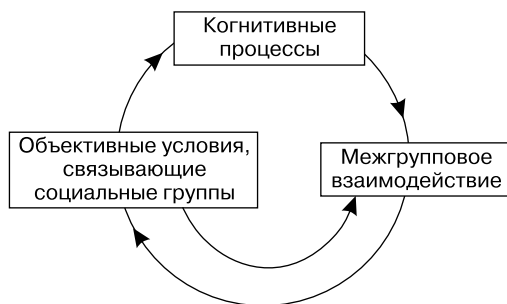 Когнитивные
процессы
Объективные условия,
связывающие
социальные группы
Межгрупповое
взаимодействие